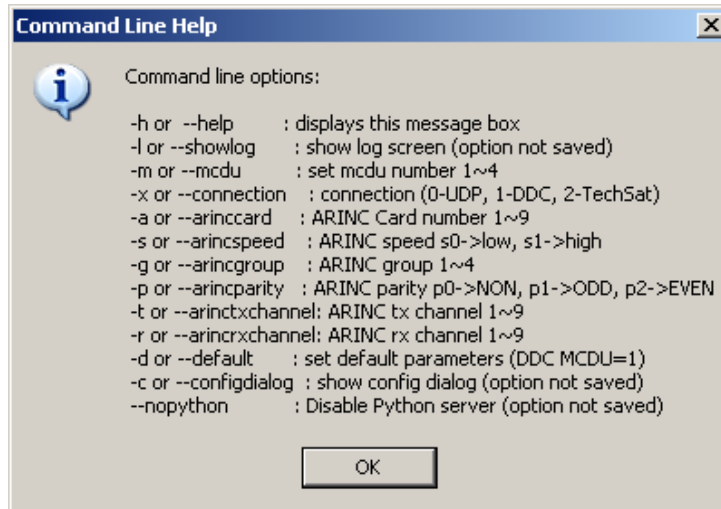 Command Line Help
Command line options:
-h or --help : displays this message box
-l or --showlog : show log screen (option not saved)
-m or --mcdu : set mcdu number 1~4
-x or --connection : connection (0-UDP, 1-DDC, 2-TechSat)
-a or --arinccard : ARINC Card number 1~9
-s or --arincspeed : ARINC speed s0->low, s1->high
-g or --arincgroup : ARINC group 1~4
-p or --arincparity : ARINC parity p0->NON, p1->ODD, p2->EVEN
-t or --arinctxchannel: ARINC tx channel 1~9
-r or --arincrxchannel: ARINC rx channel 1~9
-d or --default : set default parameters (DDC MCDU=1)
-c or --configdialog : show config dialog (option not saved)
--nopython : Disable Python server (option not saved)
OK